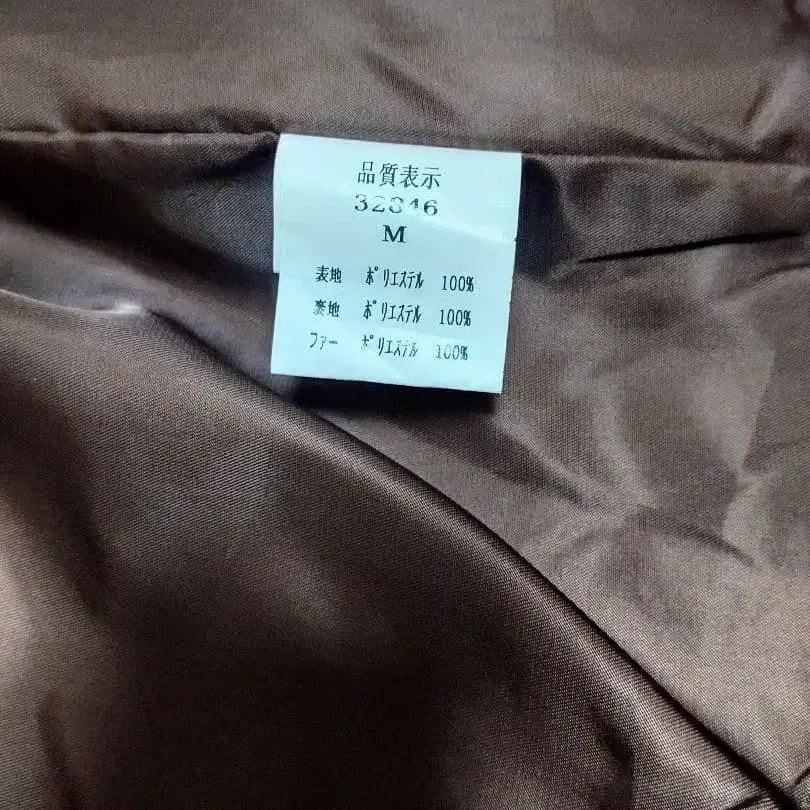 品質表示
32846
M
表地 ポリエステル 100%
裏地 ポリエステル 100%
ファー ポリエステル 100%